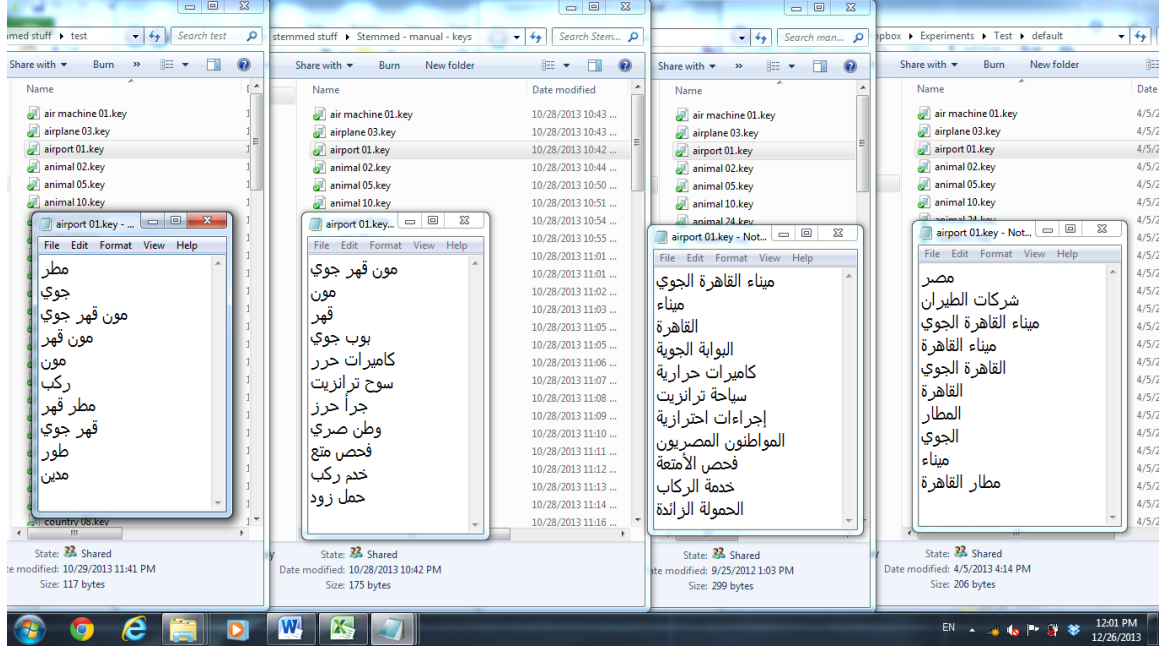 mmed stuff ▸ test
Search test
Share with
Burn
»
Name
air machine 01.key
airplane 03.key
airport 01.key
animal 02.key
animal 05.key
animal 10.key
airport 01.key - ...
File Edit Format View Help
مطر
جوي
مون قهر جوي
مون قهر
مون
ركب
مطر قهر
قهر جوي
طور
مدين
country 08.key
State: Shared
te modified: 10/29/2013 11:41 PM
Size: 117 bytes
stemmed stuff ▸ Stemmed - manual - keys
Search Stem...
Share with
Burn
New folder
Name
Date modified
air machine 01.key 10/28/2013 10:43 ...
airplane 03.key 10/28/2013 10:43 ...
airport 01.key 10/28/2013 10:42 ...
animal 02.key 10/28/2013 10:44 ...
animal 05.key 10/28/2013 10:50 ...
animal 10.key 10/28/2013 10:51 ...
10/28/2013 10:54 ...
10/28/2013 10:55 ...
10/28/2013 11:01 ...
10/28/2013 11:01 ...
10/28/2013 11:02 ...
10/28/2013 11:03 ...
10/28/2013 11:05 ...
10/28/2013 11:05 ...
10/28/2013 11:06 ...
10/28/2013 11:07 ...
10/28/2013 11:08 ...
10/28/2013 11:09 ...
10/28/2013 11:10 ...
10/28/2013 11:11 ...
10/28/2013 11:12 ...
10/28/2013 11:13 ...
10/28/2013 11:14 ...
10/28/2013 11:16 ...
airport 01.key...
File Edit Format View Help
مون قهر جوي
مون
قهر
بوب جوي
كاميرات حرر
سوح ترانزيت
جرأ حرز
وطن صري
فحص متع
خدم ركب
حمل زود
State: Shared
Date modified: 10/28/2013 10:42 PM
Size: 175 bytes
Search man...
Share with
»
Name
air machine 01.key
airplane 03.key
airport 01.key
animal 02.key
animal 05.key
animal 10.key
animal 24.key
airport 01.key - Not...
File Edit Format View Help
ميناء القاهرة الجوي
ميناء
القاهرة
البوابة الجوية
كاميرات حرارية
سياحة ترانزيت
إجراءات احترازية
المواطنون المصريون
فحص الأمتعة
خدمة الركاب
الحمولة الزائدة
State: Shared
ate modified: 9/25/2012 1:03 PM
Size: 299 bytes
opbox ▸ Experiments ▸ Test ▸ default
Share with
Burn
New folder
Name
Date
air machine 01.key
airplane 03.key
airport 01.key
animal 02.key
animal 05.key
animal 10.key
animal 24.key
airport 01.key - Not...
File Edit Format View Help
مصر
شركات الطيران
ميناء القاهرة الجوي
ميناء القاهرة
القاهرة الجوي
القاهرة
المطار
الجوي
ميناء
مطار القاهرة
State: Shared
Date modified: 4/5/2013 4:14 PM
Size: 206 bytes
EN
12:01 PM
12/26/2013